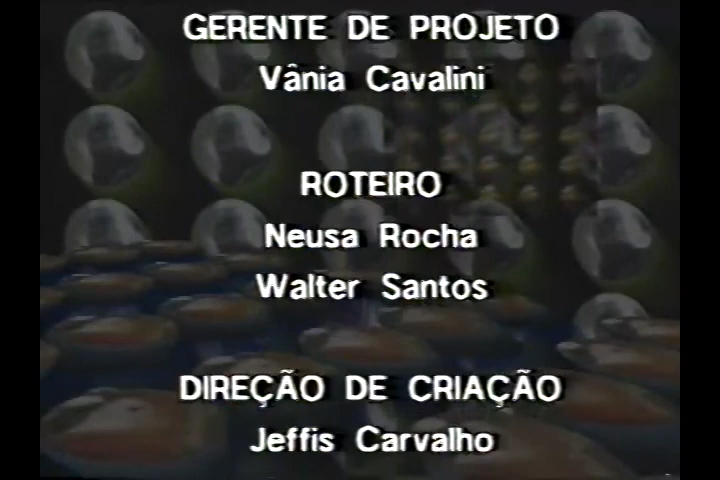 GERENTE DE PROJETO
Vânia Cavalini
ROTEIRO
Neusa Rocha
Walter Santos
DIREÇÃO DE CRIAÇÃO
Jeffis Carvalho